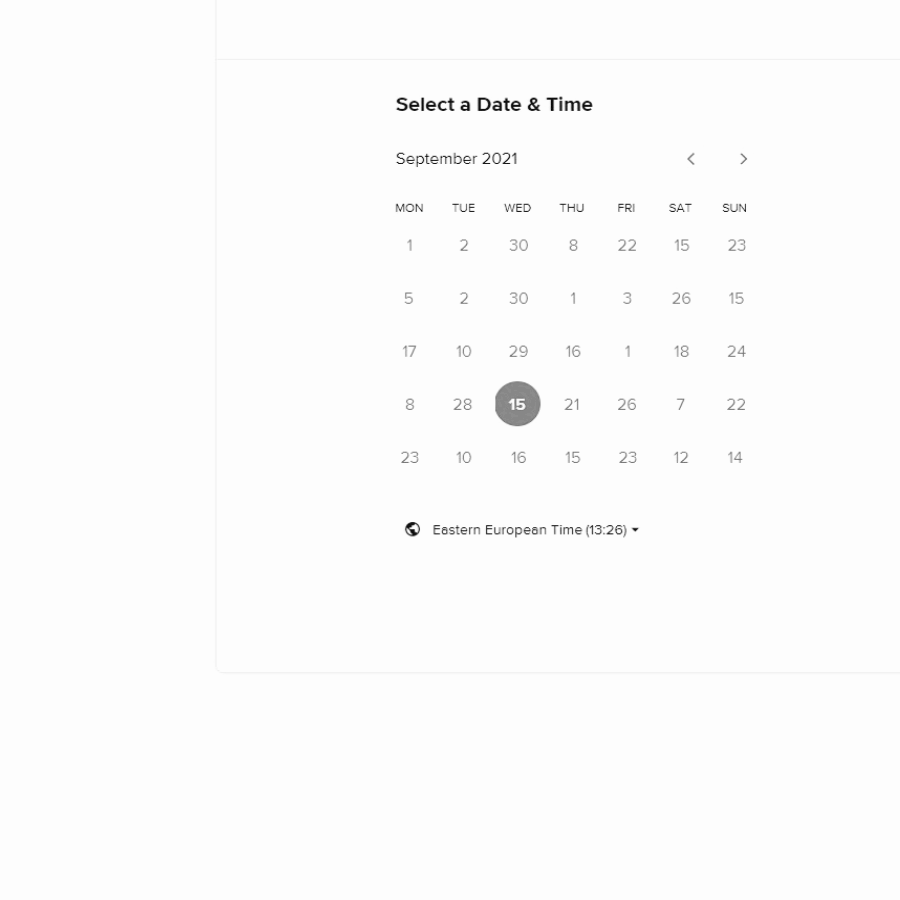 Select a Date & Time
September 2021
MON TUE WED THU FRI SAT SUN
1 2 30 8 22 15 23
5 2 30 1 3 26 15
17 10 29 16 1 18 24
8 28 15 21 26 7 22
23 10 16 15 23 12 14
Eastern European Time (13:26)